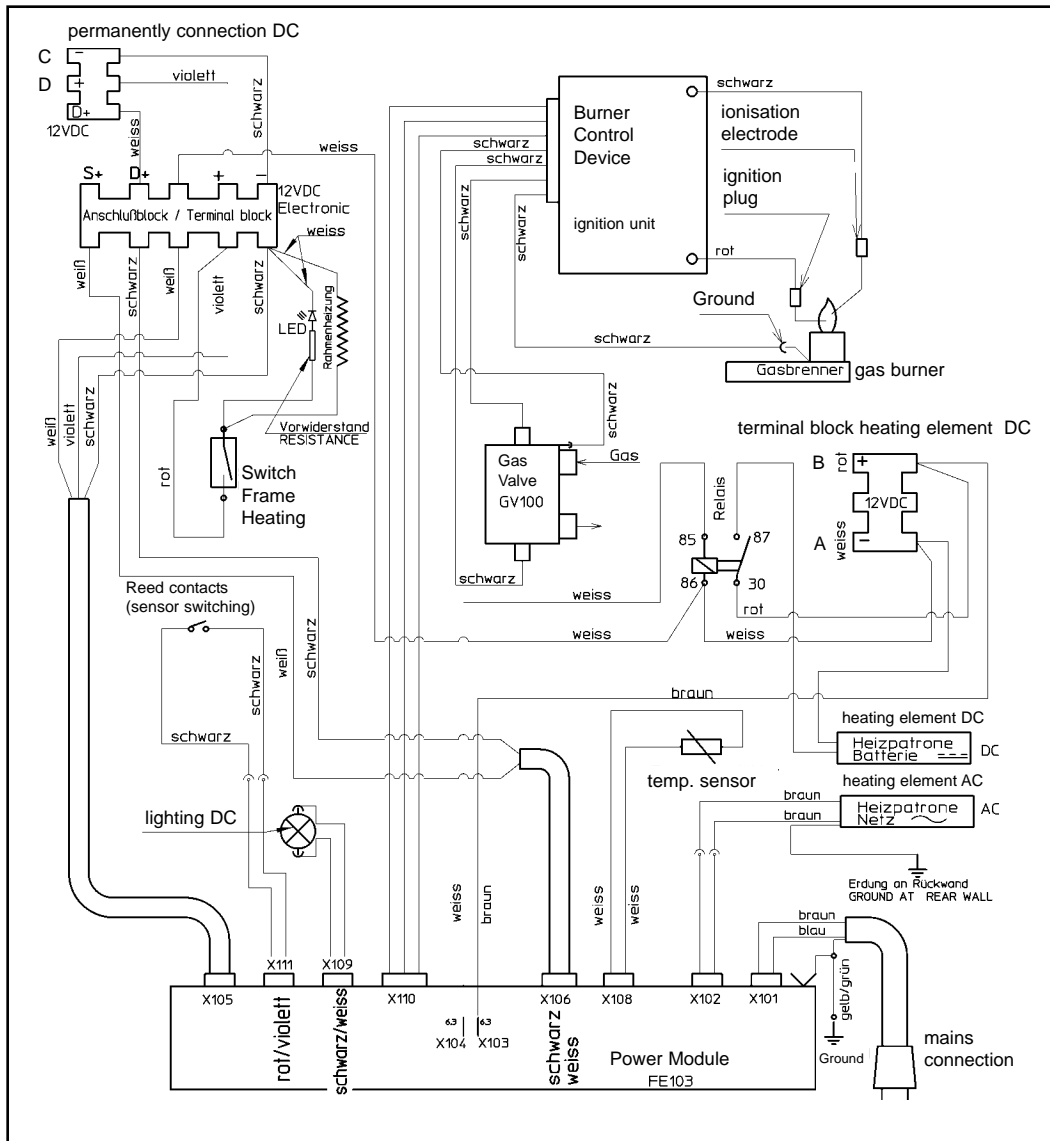 permanently connection DC
C
−
D
+
violett
D+
12VDC
weiss
schwarz
S+
D+
+
−
weiss
12VDC
Electronic
Anschlußblock / Terminal block
weiss
weiß
schwarz
weiß
violett
schwarz
LED
Rahmenheizung
Vorwiderstand
RESISTANCE
weiß
violett
schwarz
rot
Switch
Frame
Heating
Burner
Control
Device
ignition unit
schwarz
schwarz
schwarz
schwarz
schwarz
schwarz
ionisation
electrode
ignition
plug
rot
Ground
schwarz
Gasbrenner
gas burner
Gas
Valve
GV100
schwarz
Gas
schwarz
terminal block heating element DC
B
rot
+
12VDC
A
weiss
−
Relais
85
87
86
30
rot
weiss
weiss
weiss
Reed contacts
(sensor switching)
schwarz
schwarz
weiß
schwarz
braun
temp. sensor
heating element DC
Heizpatrone
Batterie
DC
heating element AC
Heizpatrone
Netz
AC
braun
braun
Erdung an Rückwand
GROUND AT REAR WALL
lighting DC
weiss
braun
weiss
weiss
braun
blau
gelb/grün
Ground
mains
connection
X105
X111
rot/violett
X109
schwarz/weiss
X110
6.3
X104
6.3
X103
X106
schwarz
weiss
X108
X102
X101
Power Module
FE103